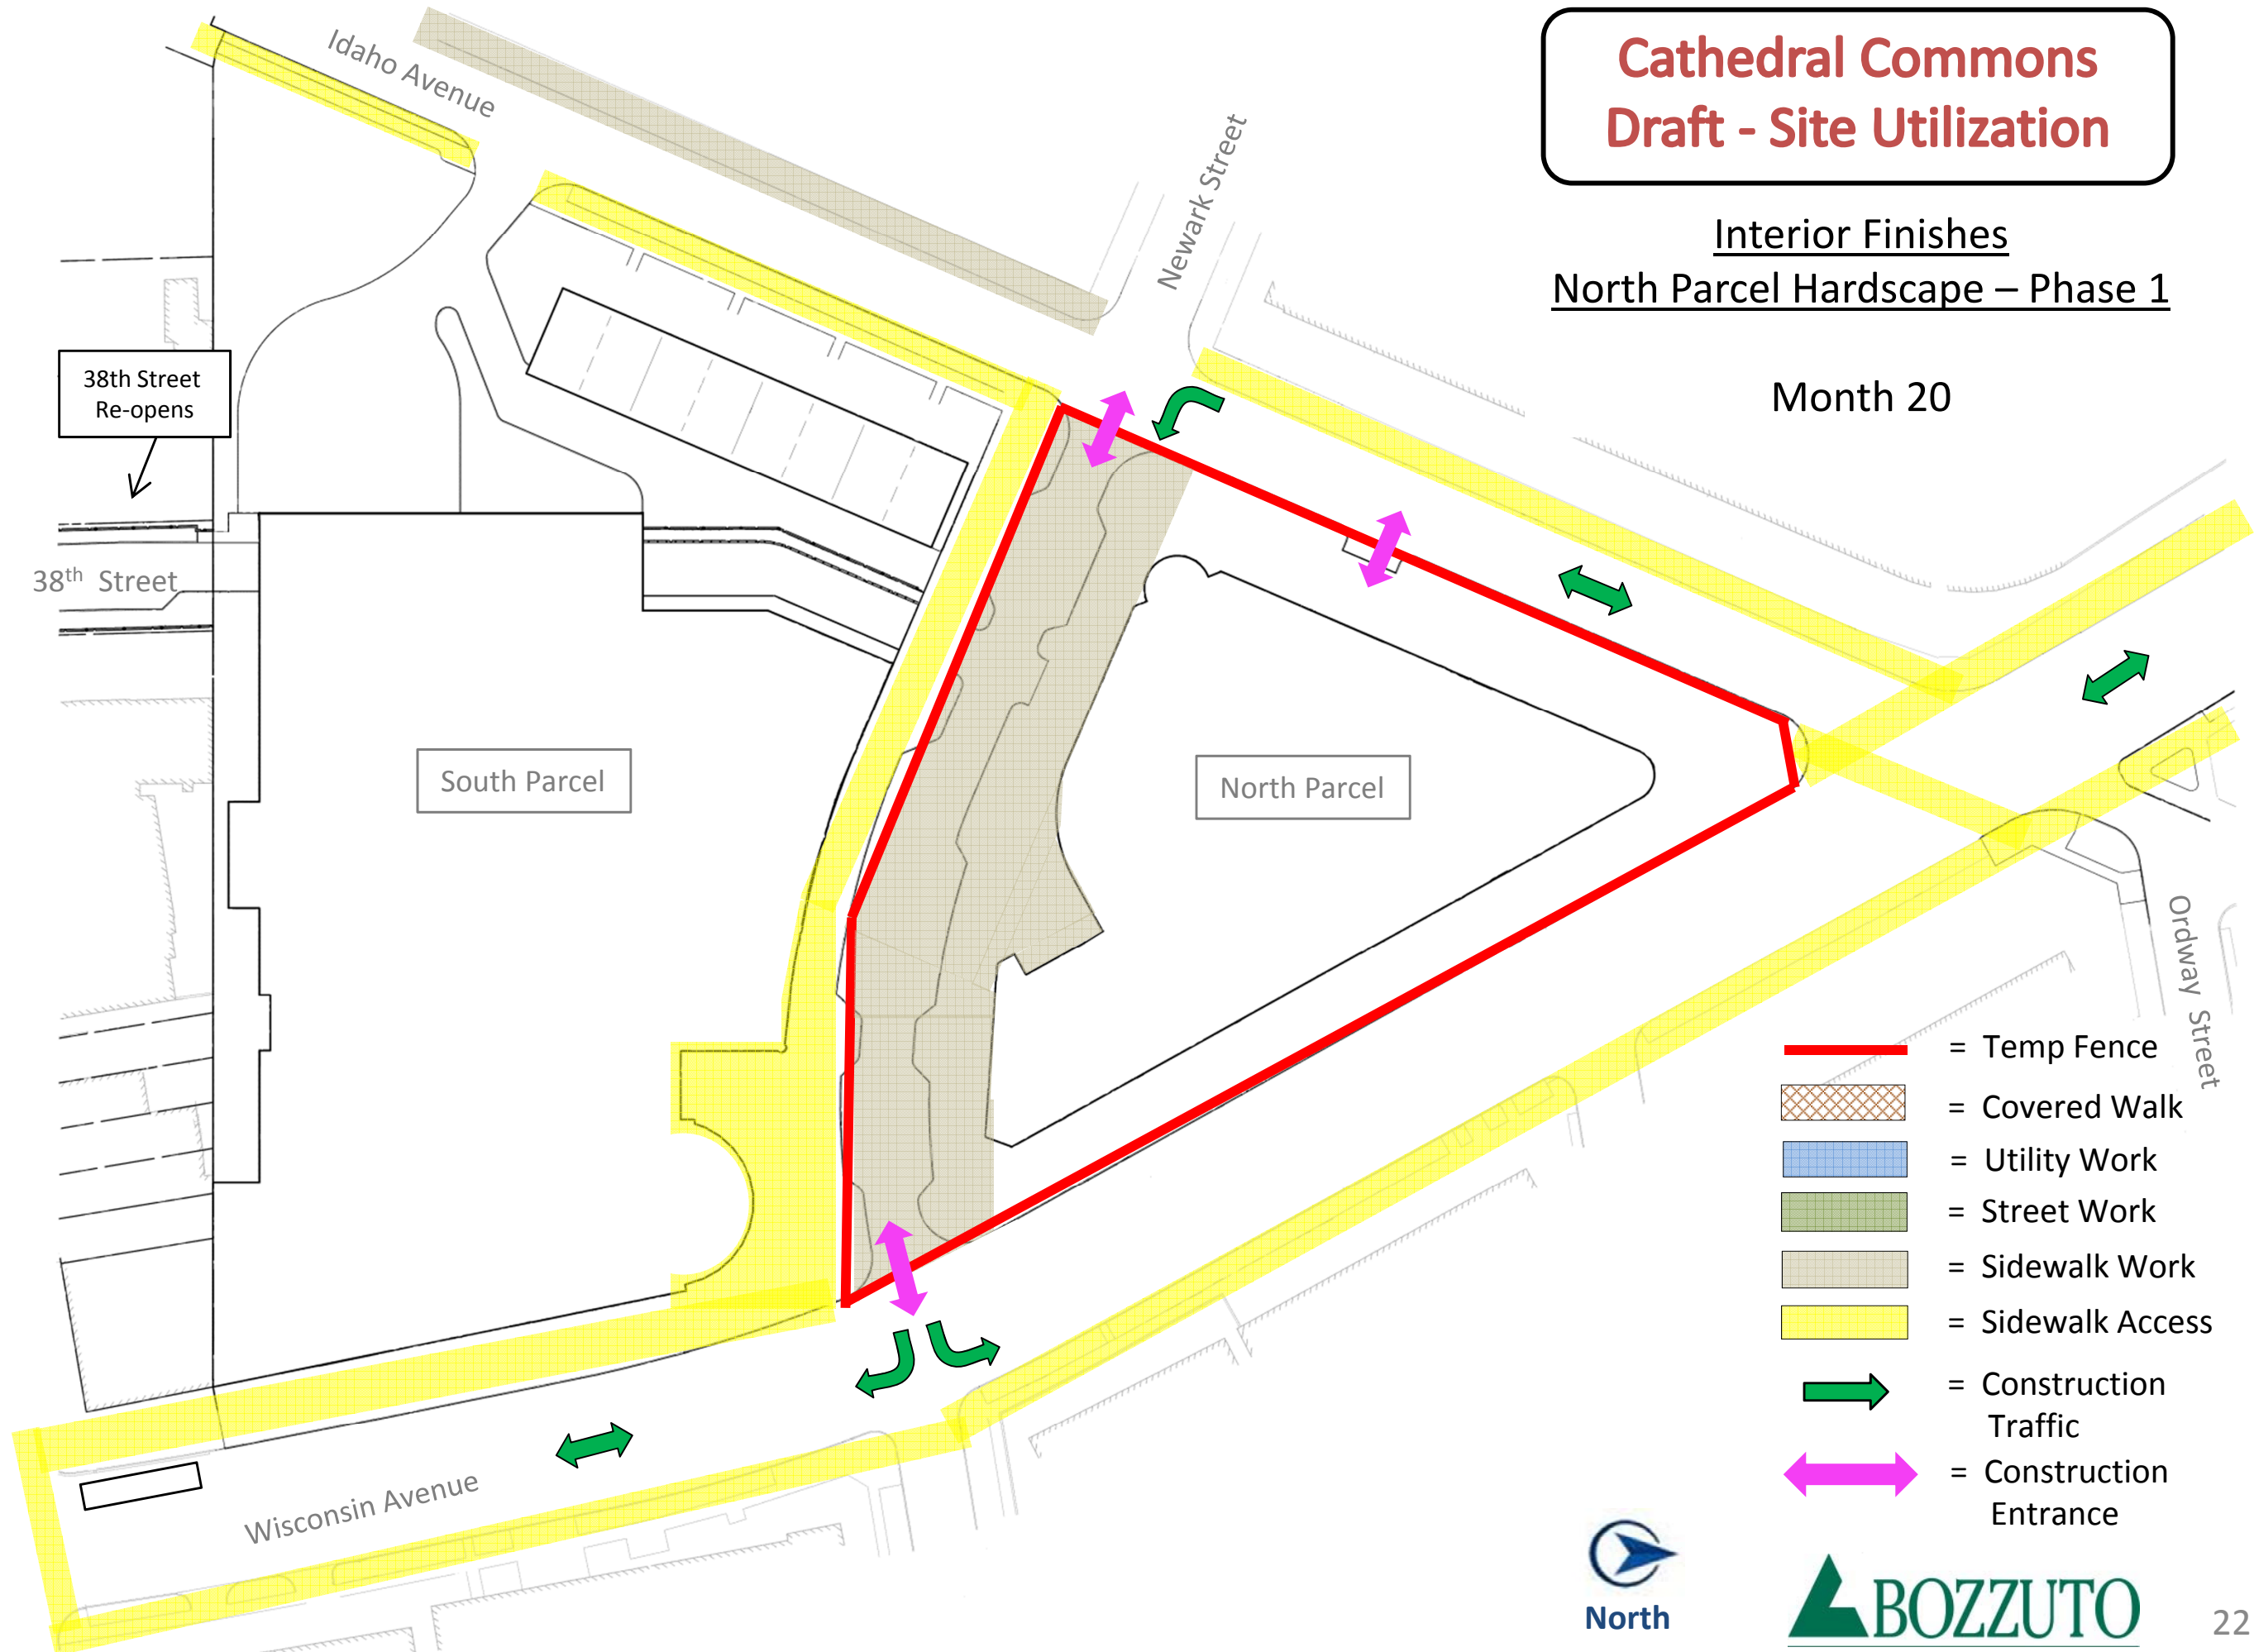 Cathedral Commons
Draft - Site Utilization
Interior Finishes
North Parcel Hardscape – Phase 1
Month 20
Idaho Avenue
Newark Street
38th Street
Re-opens
38th Street
South Parcel
North Parcel
Ordway Street
Wisconsin Avenue
= Temp Fence
= Covered Walk
= Utility Work
= Street Work
= Sidewalk Work
= Sidewalk Access
= Construction
Traffic
= Construction
Entrance
North
BOZZUTO
22